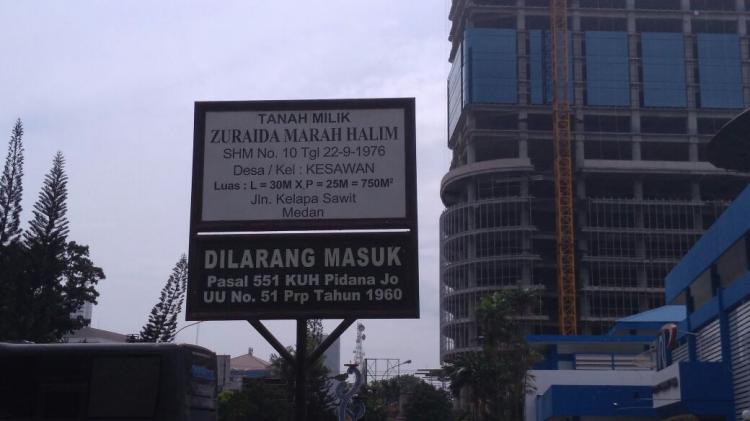 TANAH MILIK
ZURAIDA MARAH HALIM
SHM No. 10 Tgl 22-9-1976
Desa / Kel : KESAWAN
Luas : L = 30M X P = 25M = 750M²
Jln. Kelapa Sawit
Medan
DILARANG MASUK
Pasal 551 KUH Pidana Jo
UU No. 51 Prp Tahun 1960